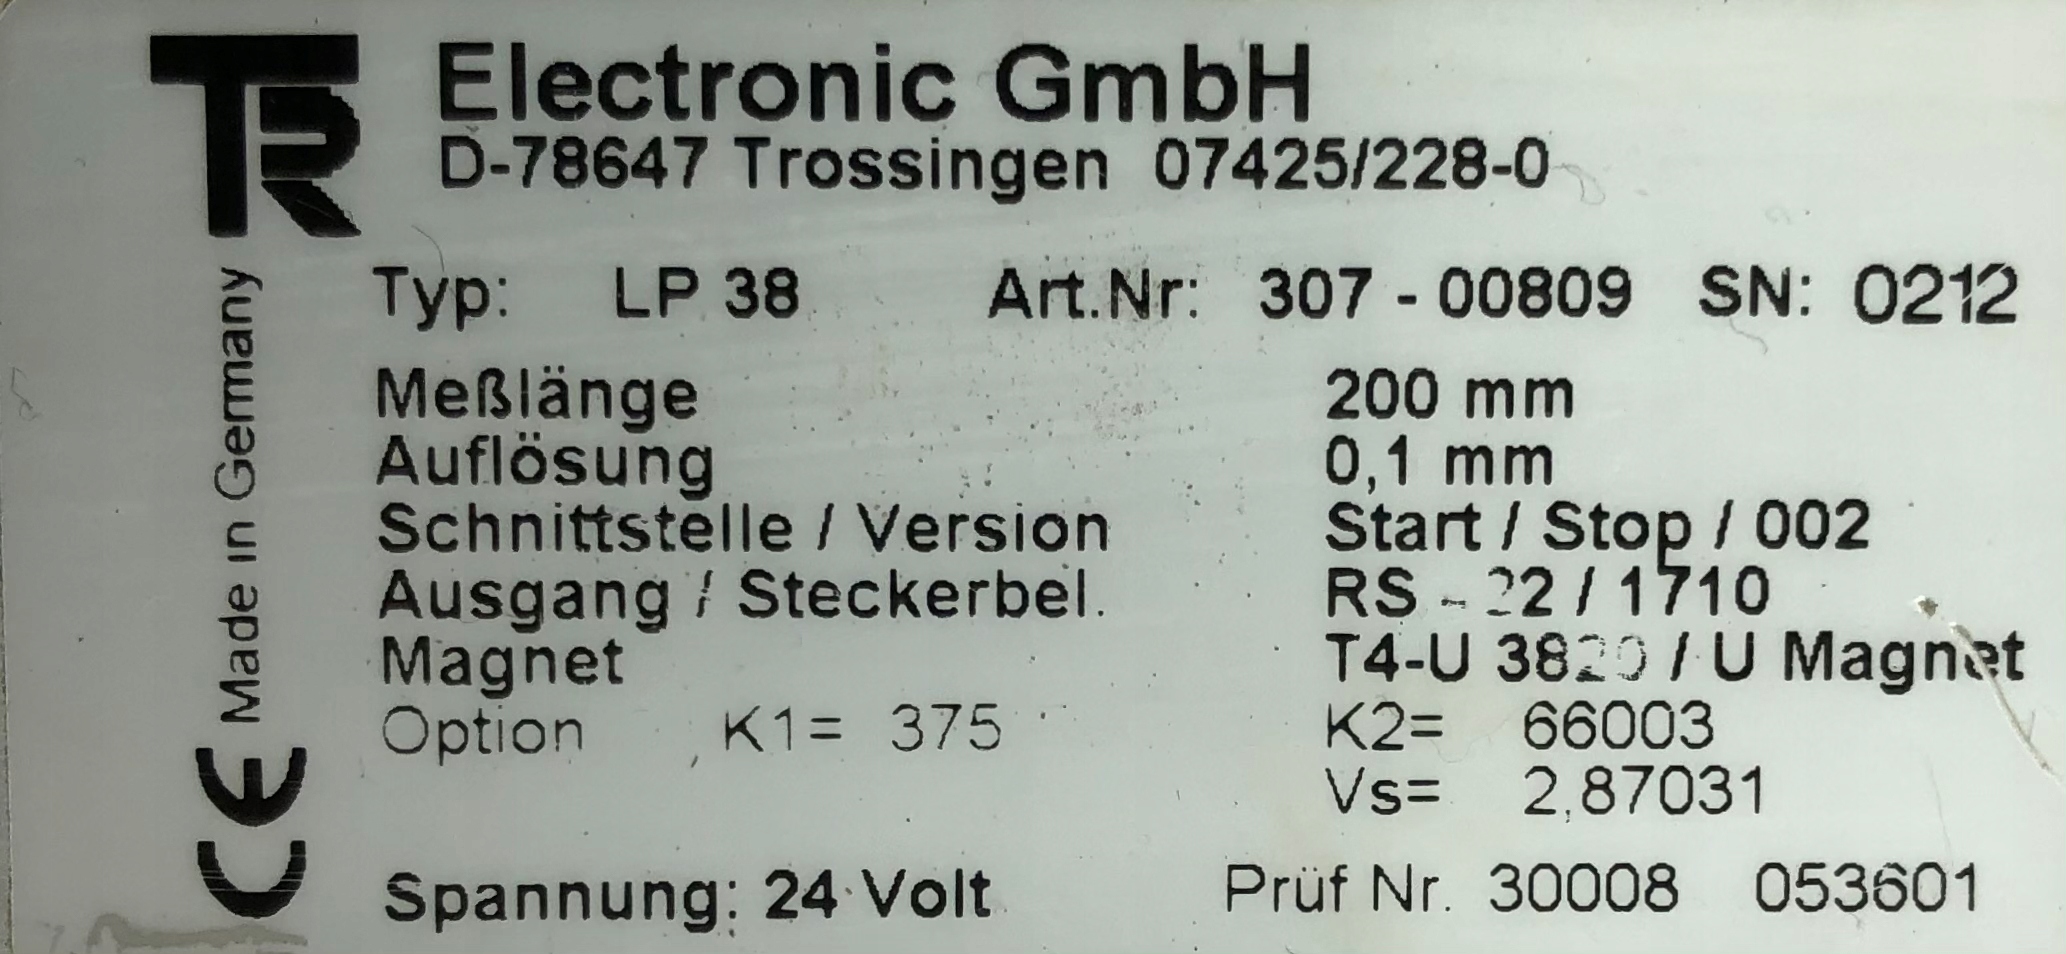 TR Electronic GmbH
D-78647 Trossingen 07425/228-0
Typ: LP 38 Art.Nr: 307 - 00809 SN: 0212
Meßlänge 200 mm
Auflösung 0,1 mm
Schnittstelle / Version Start / Stop / 002
Ausgang / Steckerbel. RS - / 1710
Magnet T4-U / U Magnet
Option K1= 375 K2= 66003
Vs= 2,87031
Spannung: 24 Volt Prüf Nr. 30008 053601
Made in Germany
CE